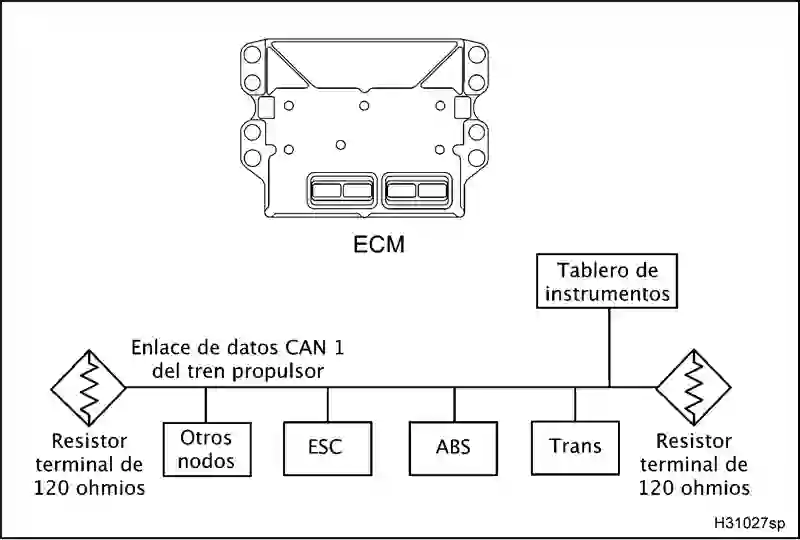 ECM
Tablero de
instrumentos
Enlace de datos CAN 1
del tren propulsor
Resistor
terminal de
120 ohmios
Otros
nodos
ESC
ABS
Trans
Resistor
terminal de
120 ohmios
H31027sp